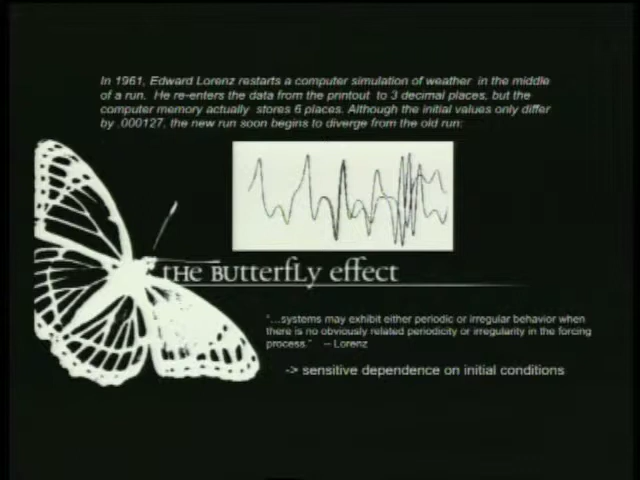 In 1961, Edward Lorenz restarts a computer simulation of weather in the middle
of a run. He re-enters the data from the printout to 3 decimal places, but the
computer memory actually stores 6 places. Although the initial values only differ
by .000127, the new run soon begins to diverge from the old run:
tHe BUtterfLy effect
"...systems may exhibit either periodic or irregular behavior when
there is no obviously related periodicity or irregularity in the forcing
process." -- Lorenz
-> sensitive dependence on initial conditions